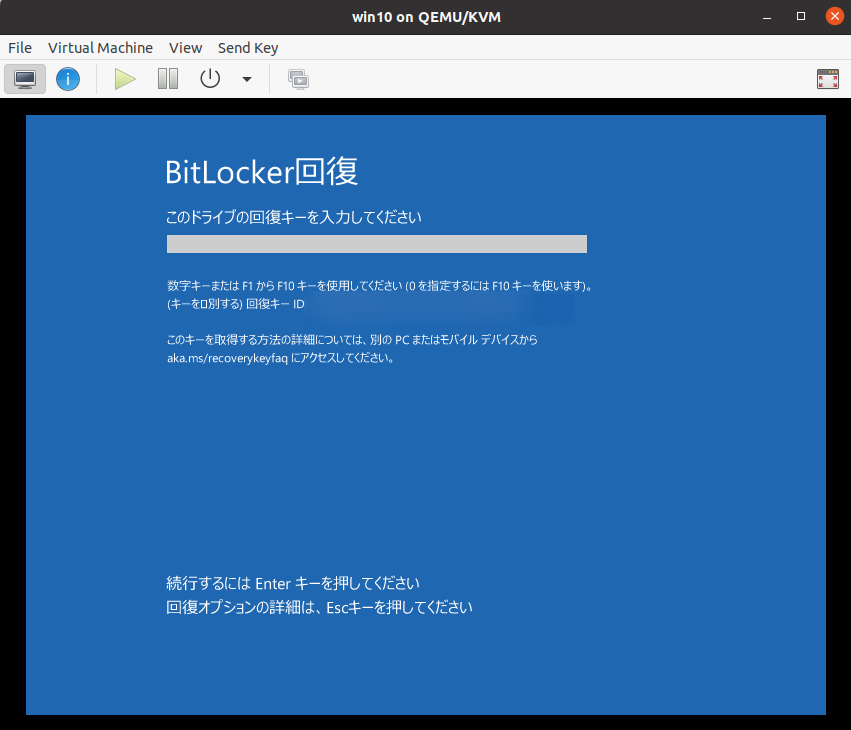 win10 on QEMU/KVM
File Virtual Machine View Send Key
BitLocker回復
このドライブの回復キーを入力してください
数字キーまたは F1 から F10 キーを使用してください (0 を指定するには F10 キーを使います)。
(キーを識別する) 回復キー ID
このキーを取得する方法の詳細については、別の PC またはモバイル デバイスから
aka.ms/recoverykeyfaq にアクセスしてください。
続行するには Enter キーを押してください
回復オプションの詳細は、Escキーを押してください